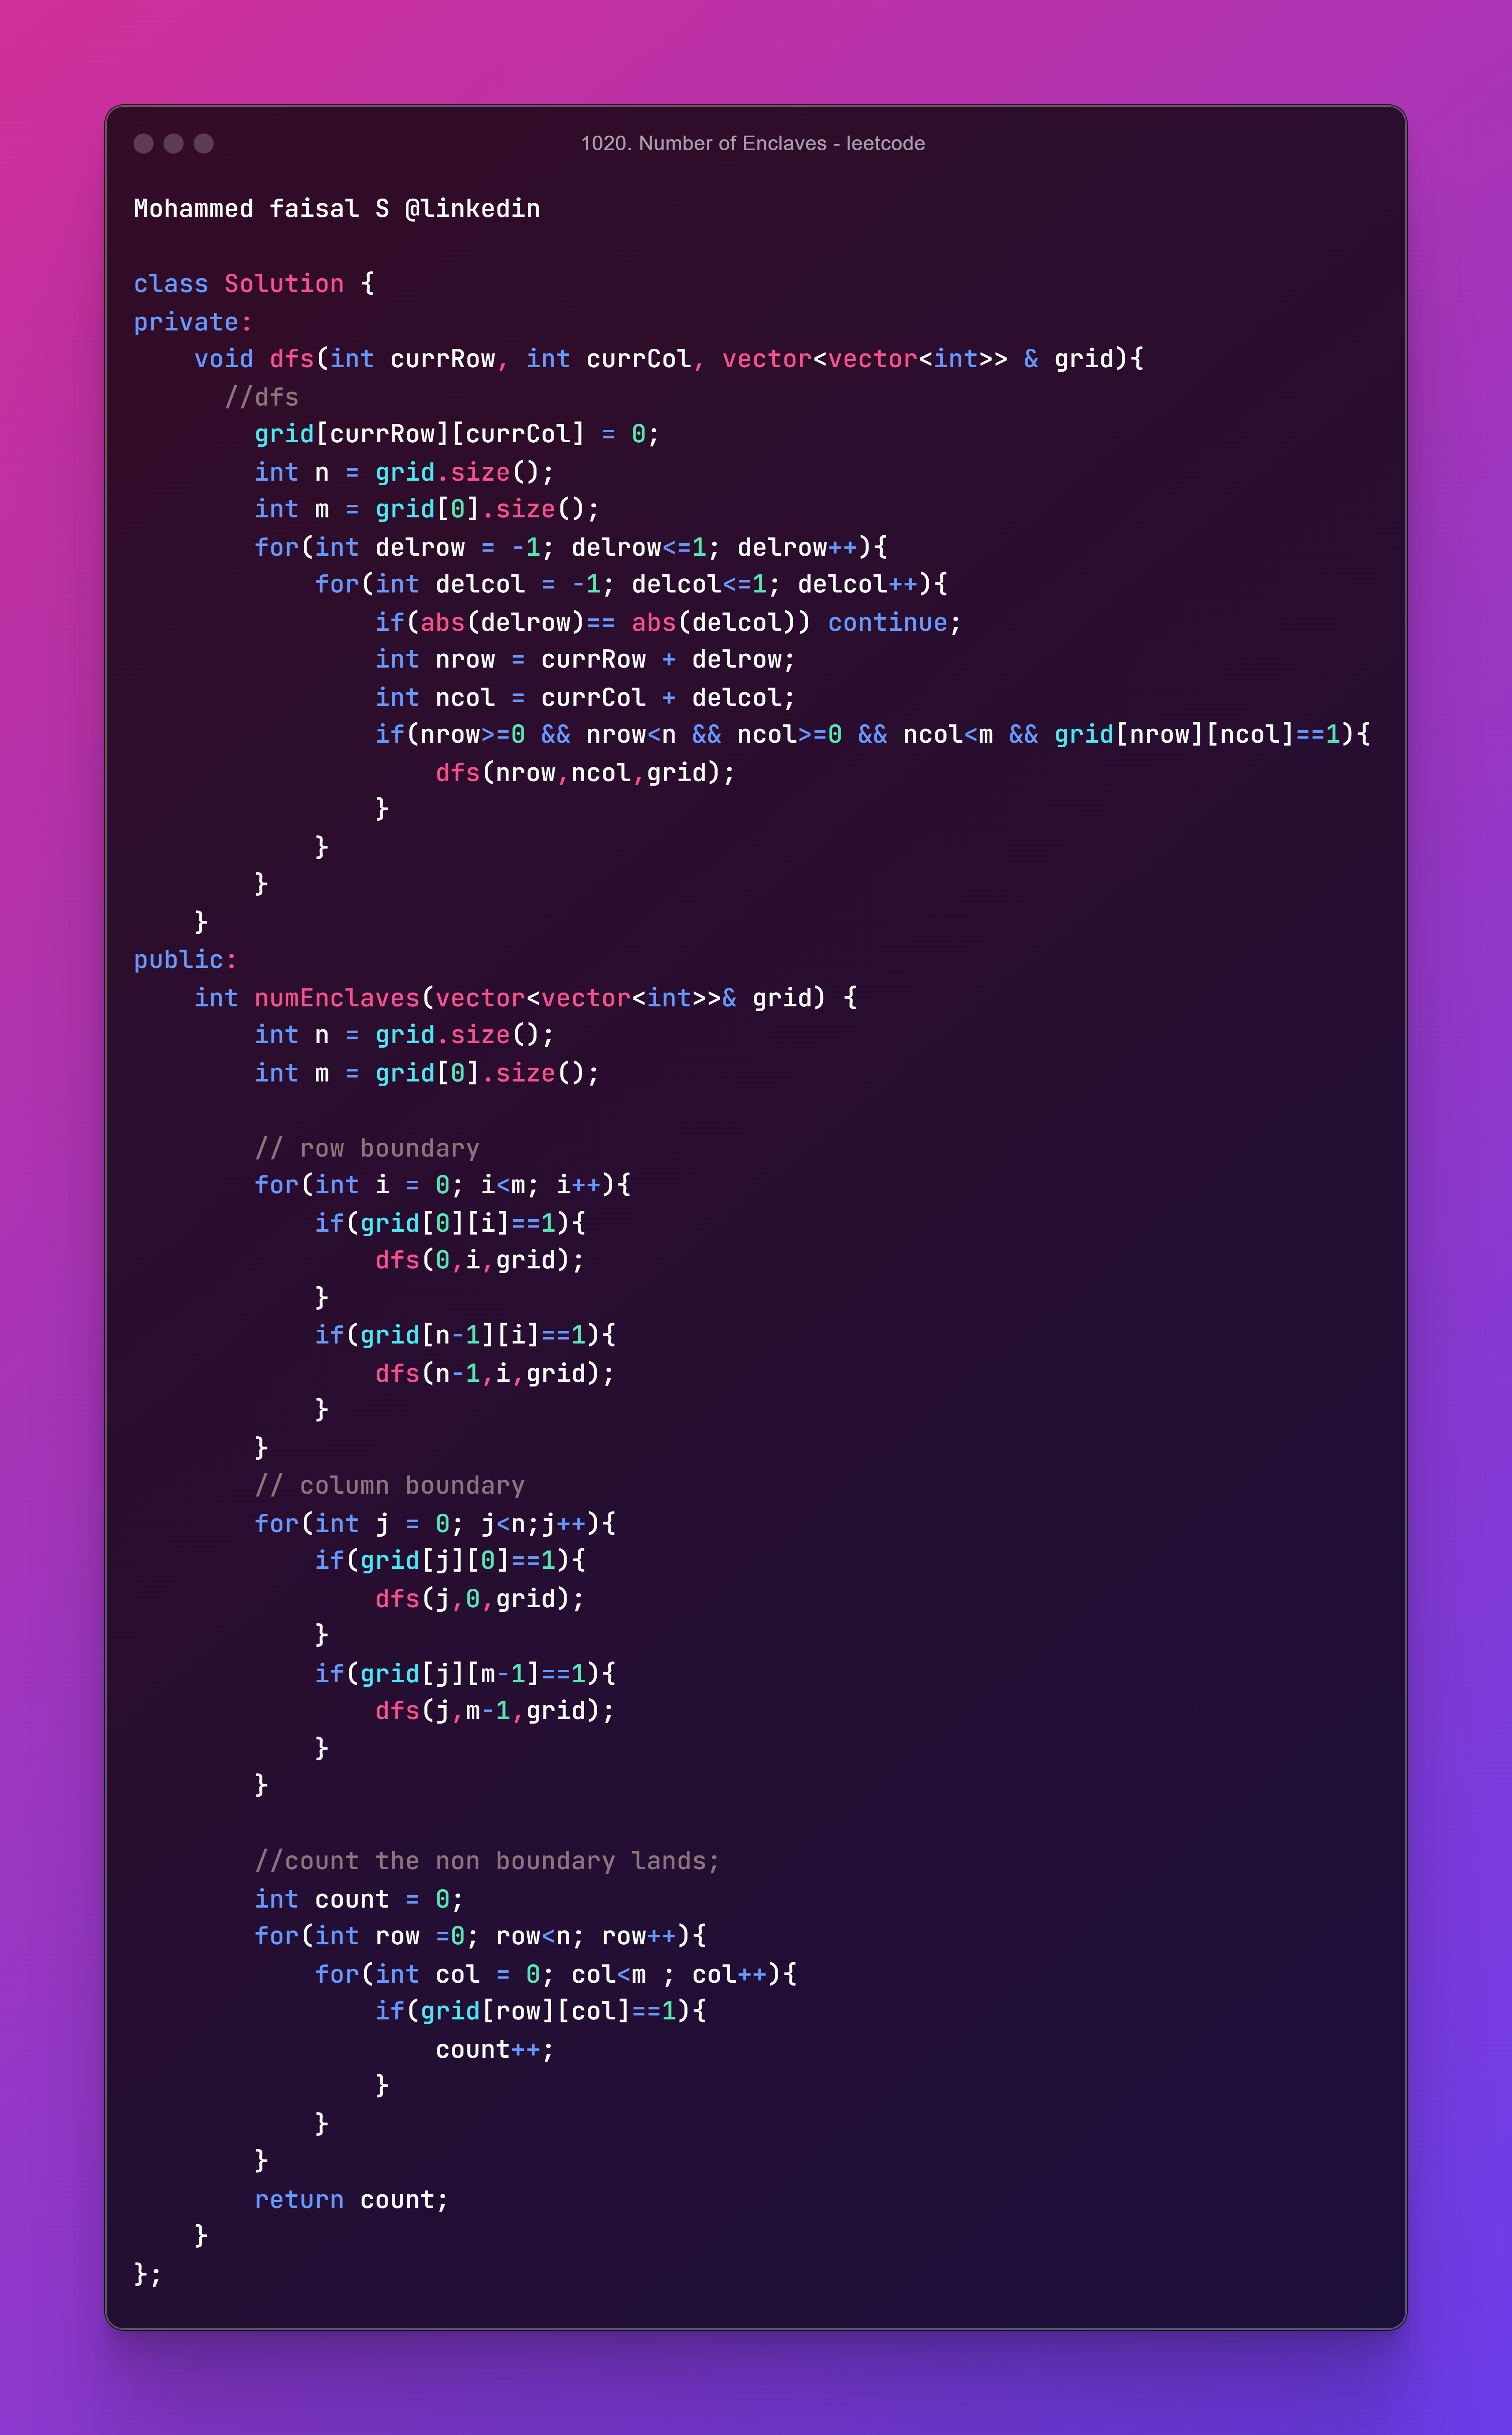 1020. Number of Enclaves - leetcode
Mohammed faisal S @linkedin
class Solution {
private:
    void dfs(int currRow, int currCol, vector<vector<int>> & grid){
      //dfs
        grid[currRow][currCol] = 0;
        int n = grid.size();
        int m = grid[0].size();
        for(int delrow = -1; delrow<=1; delrow++){
            for(int delcol = -1; delcol<=1; delcol++){
                if(abs(delrow)== abs(delcol)) continue;
                int nrow = currRow + delrow;
                int ncol = currCol + delcol;
                if(nrow>=0 && nrow<n && ncol>=0 && ncol<m && grid[nrow][ncol]==1){
                    dfs(nrow,ncol,grid);
                }
            }
        }
    }
public:
    int numEnclaves(vector<vector<int>>& grid) {
        int n = grid.size();
        int m = grid[0].size();

        // row boundary
        for(int i = 0; i<m; i++){
            if(grid[0][i]==1){
                dfs(0,i,grid);
            }
            if(grid[n-1][i]==1){
                dfs(n-1,i,grid);
            }
        }
        // column boundary
        for(int j = 0; j<n;j++){
            if(grid[j][0]==1){
                dfs(j,0,grid);
            }
            if(grid[j][m-1]==1){
                dfs(j,m-1,grid);
            }
        }

        //count the non boundary lands;
        int count = 0;
        for(int row =0; row<n; row++){
            for(int col = 0; col<m ; col++){
                if(grid[row][col]==1){
                    count++;
                }
            }
        }
        return count;
    }
};